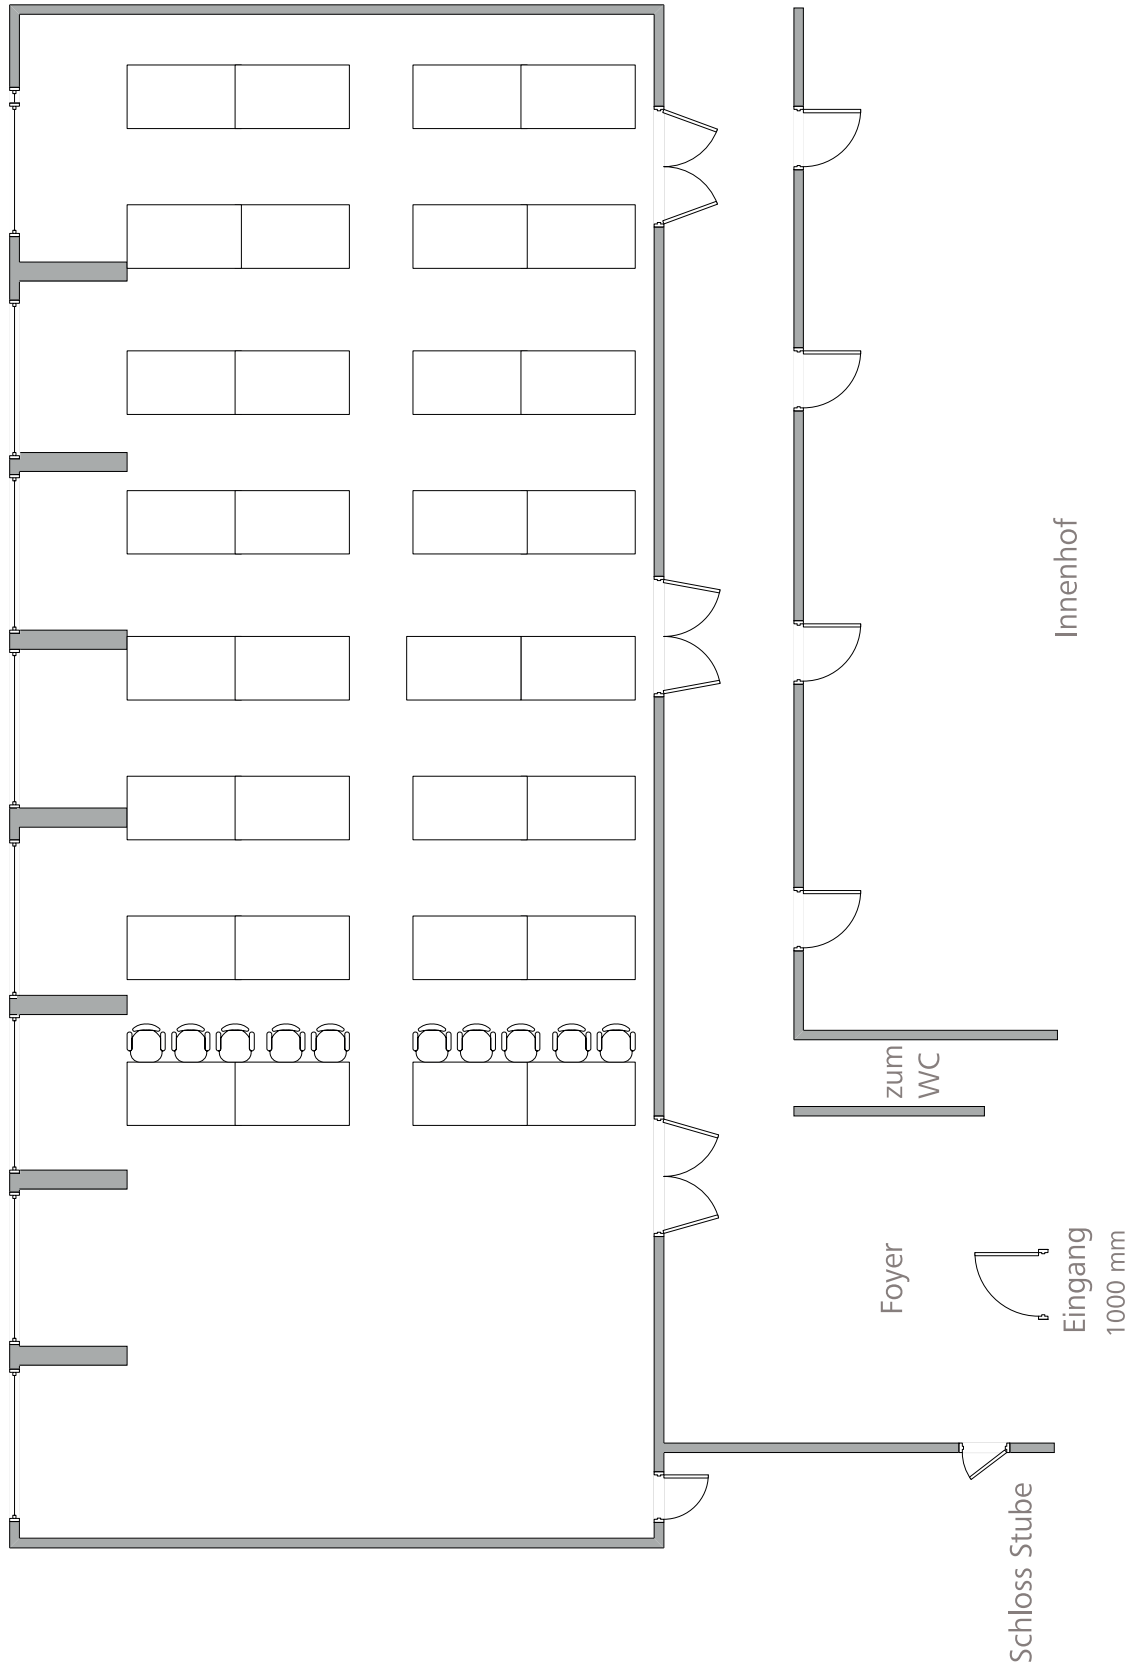 Innenhof
zum
WC
Foyer
Eingang
1000 mm
Schloss Stube